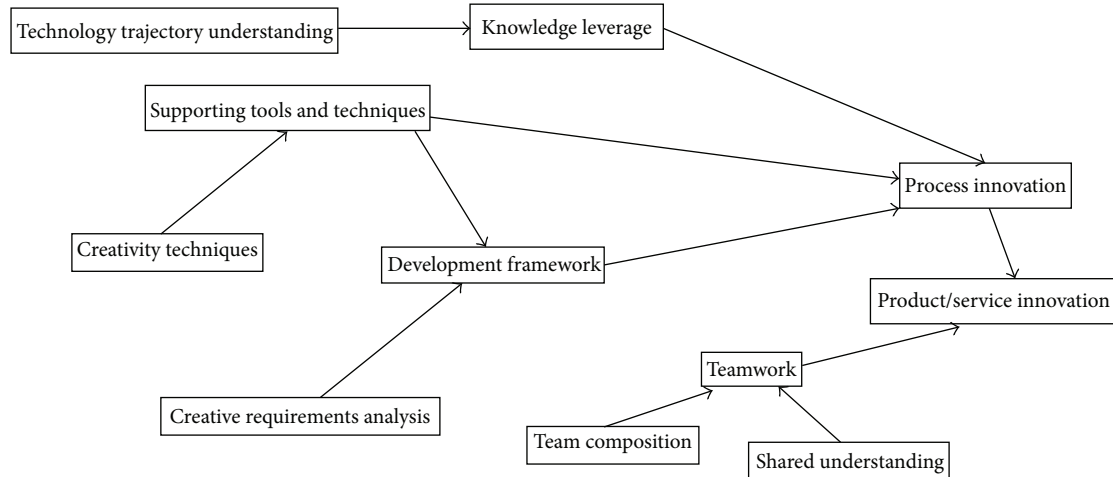 Technology trajectory understanding
Knowledge leverage
Supporting tools and techniques
Process innovation
Creativity techniques
Development framework
Product/service innovation
Teamwork
Creative requirements analysis
Team composition
Shared understanding